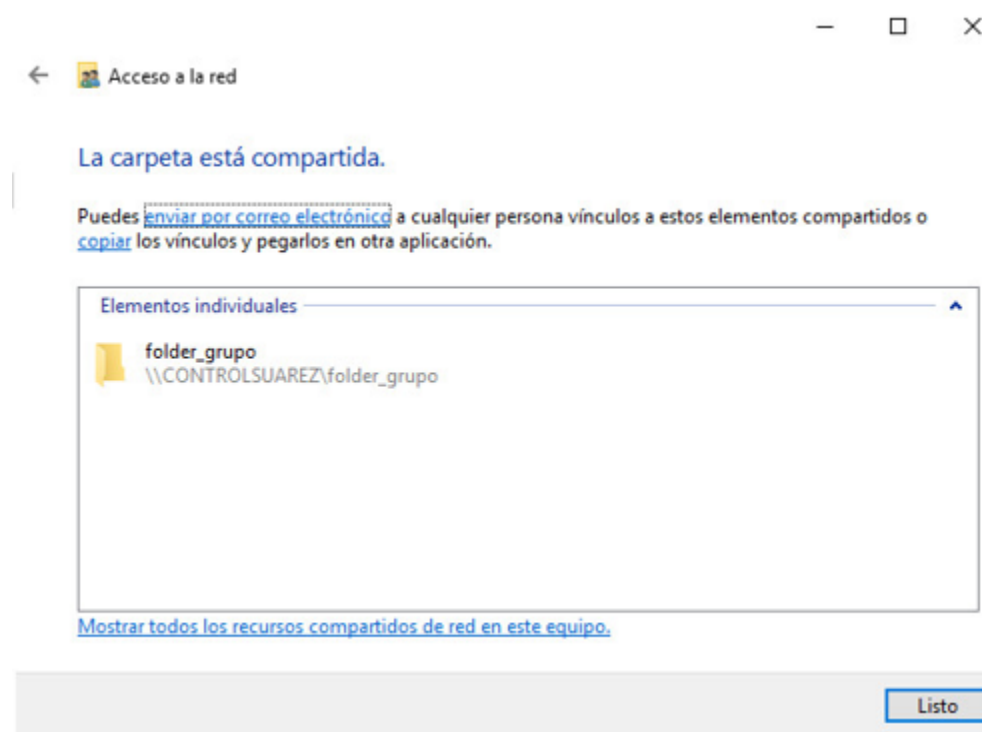 Acceso a la red
La carpeta está compartida.
Puedes enviar por correo electrónico a cualquier persona vínculos a estos elementos compartidos o
copiar los vínculos y pegarlos en otra aplicación.
Elementos individuales
folder_grupo
\\CONTROLSUAREZ\folder_grupo
Mostrar todos los recursos compartidos de red en este equipo.
Listo